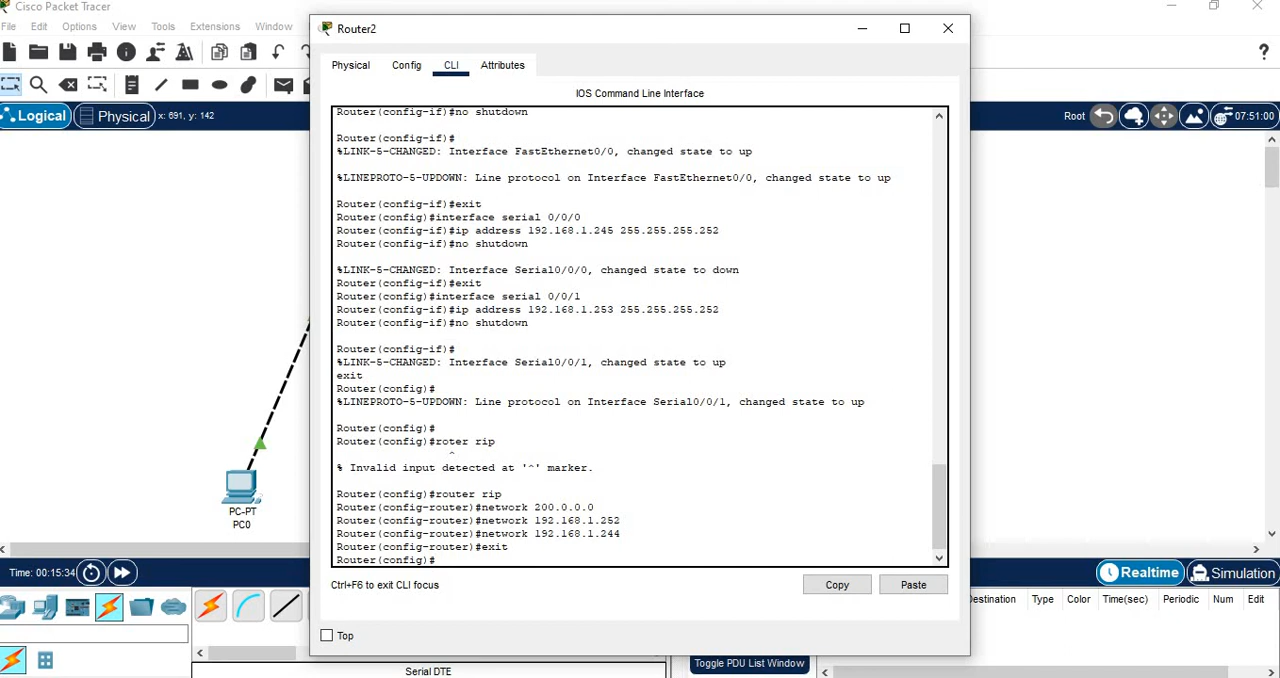 Cisco Packet Tracer
File Edit Options View Tools Extensions Window
Router2
Physical Config CLI Attributes
IOS Command Line Interface
Logical Physical x: 691, y: 142
Root 07:51:00
Router(config-if)#no shutdown
Router(config-if)#
%LINK-5-CHANGED: Interface FastEthernet0/0, changed state to up
%LINEPROTO-5-UPDOWN: Line protocol on Interface FastEthernet0/0, changed state to up
Router(config-if)#exit
Router(config)#interface serial 0/0/0
Router(config-if)#ip address 192.168.1.245 255.255.255.252
Router(config-if)#no shutdown
%LINK-5-CHANGED: Interface Serial0/0/0, changed state to down
Router(config-if)#exit
Router(config)#interface serial 0/0/1
Router(config-if)#ip address 192.168.1.253 255.255.255.252
Router(config-if)#no shutdown
Router(config-if)#
%LINK-5-CHANGED: Interface Serial0/0/1, changed state to up
exit
Router(config)#
%LINEPROTO-5-UPDOWN: Line protocol on Interface Serial0/0/1, changed state to up
Router(config)#
Router(config)#roter rip
^
% Invalid input detected at '^' marker.
Router(config)#router rip
Router(config-router)#network 200.0.0.0
Router(config-router)#network 192.168.1.252
Router(config-router)#network 192.168.1.244
Router(config-router)#exit
Router(config)#
PC-PT
PC0
Ctrl+F6 to exit CLI focus
Copy Paste
Top
Time: 00:15:34
Realtime Simulation
Type Color Time(sec) Periodic Num Edit
Serial DTE
Toggle PDU List Window